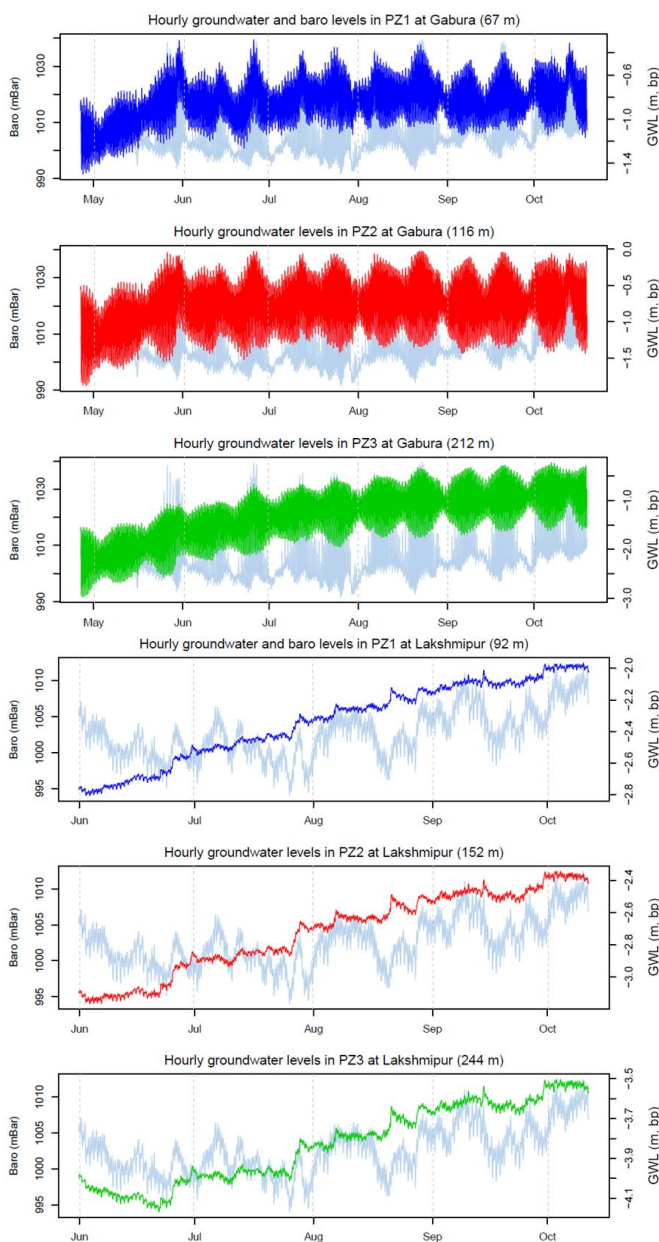 Hourly groundwater and baro levels in PZ1 at Gabura (67 m)
Baro (mBar)
990
1010
1030
−0.6
−1.0
−1.4
GWL (m, bp)
May Jun Jul Aug Sep Oct
Hourly groundwater levels in PZ2 at Gabura (116 m)
Baro (mBar)
990
1010
1030
0.0
−0.5
−1.0
−1.5
GWL (m, bp)
May Jun Jul Aug Sep Oct
Hourly groundwater levels in PZ3 at Gabura (212 m)
Baro (mBar)
990
1010
1030
−1.0
−2.0
−3.0
GWL (m, bp)
May Jun Jul Aug Sep Oct
Hourly groundwater and baro levels in PZ1 at Lakshmipur (92 m)
Baro (mBar)
995
1000
1005
1010
−2.0
−2.2
−2.4
−2.6
−2.8
GWL (m, bp)
Jun Jul Aug Sep Oct
Hourly groundwater levels in PZ2 at Lakshmipur (152 m)
Baro (mBar)
995
1000
1005
1010
−2.4
−2.6
−2.8
−3.0
GWL (m, bp)
Jun Jul Aug Sep Oct
Hourly groundwater levels in PZ3 at Lakshmipur (244 m)
Baro (mBar)
995
1000
1005
1010
−3.5
−3.7
−3.9
−4.1
GWL (m, bp)
Jun Jul Aug Sep Oct